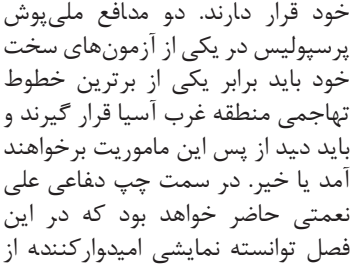 خود قرار دارند. دو مدافع ملی‌پوش
پرسپولیس در یکی از آزمون‌های سخت
خود باید برابر یکی از برترین خطوط
تهاجمی منطقه غرب آسیا قرار گیرند و
باید دید از پس این ماموریت برخواهند
آمد یا خیر. در سمت چپ دفاعی علی
نعمتی حاضر خواهد بود که در این
فصل توانسته نمایشی امیدوارکننده از